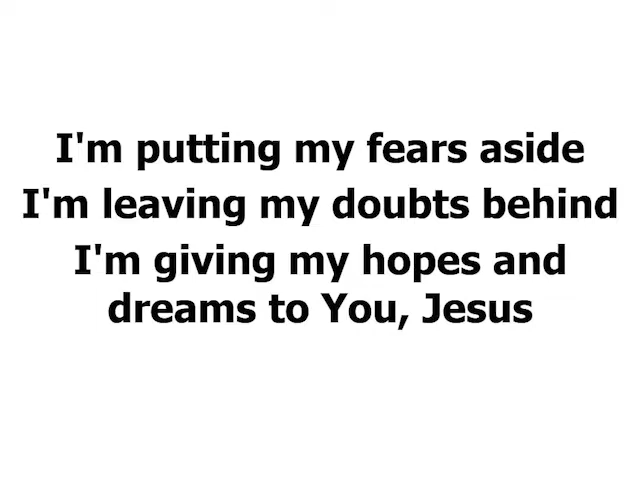 I'm putting my fears aside
I'm leaving my doubts behind
I'm giving my hopes and
dreams to You, Jesus